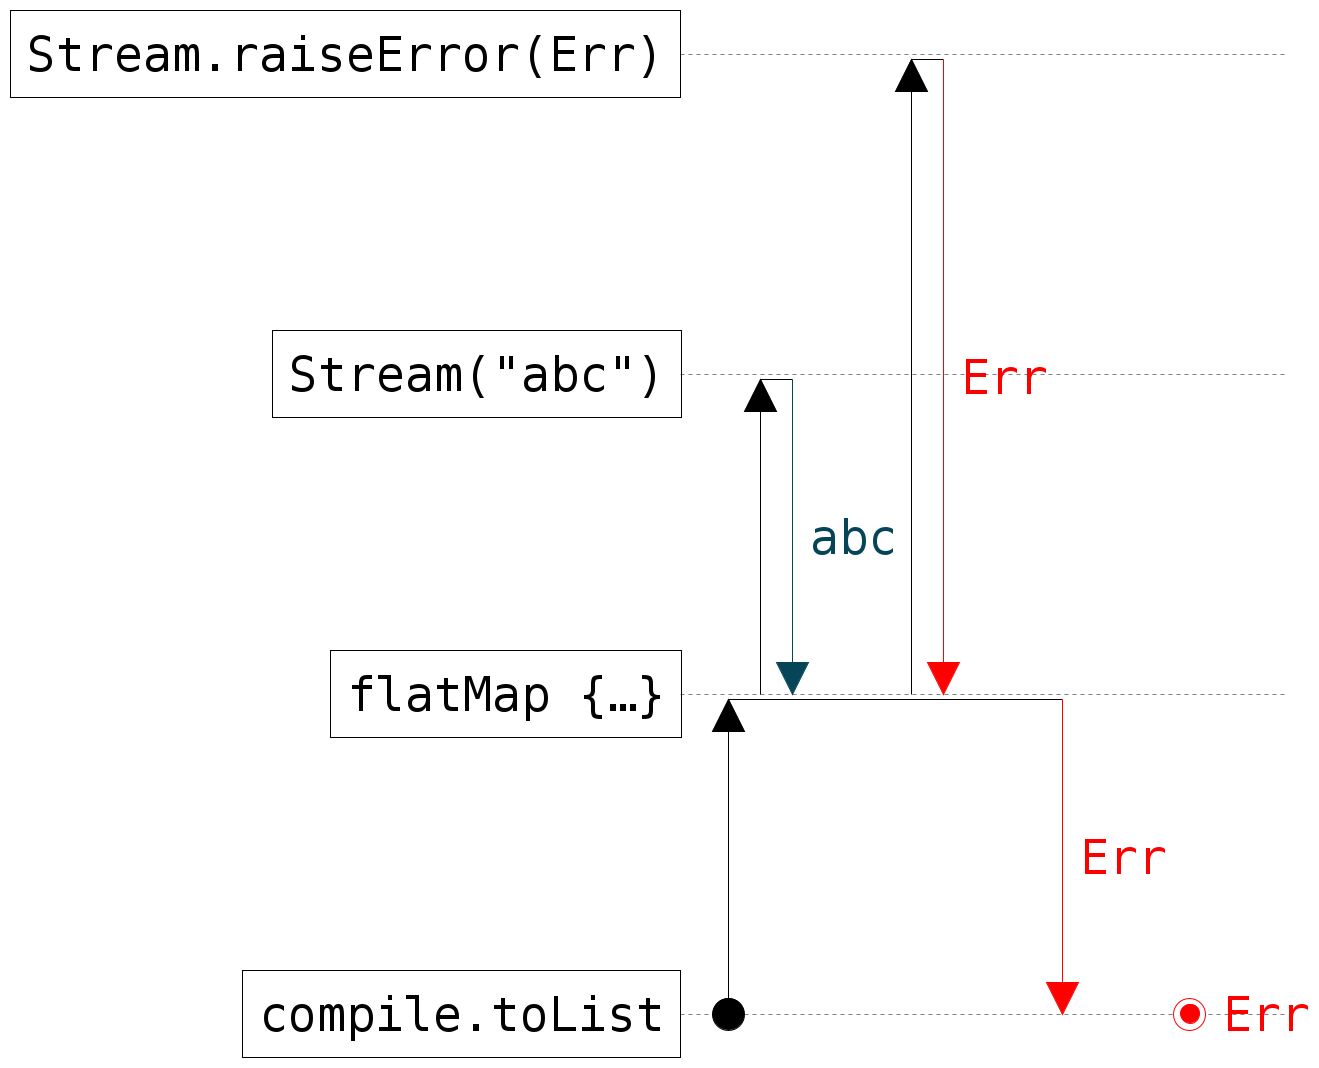 Stream.raiseError(Err)
Stream("abc")
Err
abc
flatMap {…}
Err
compile.toList
Err